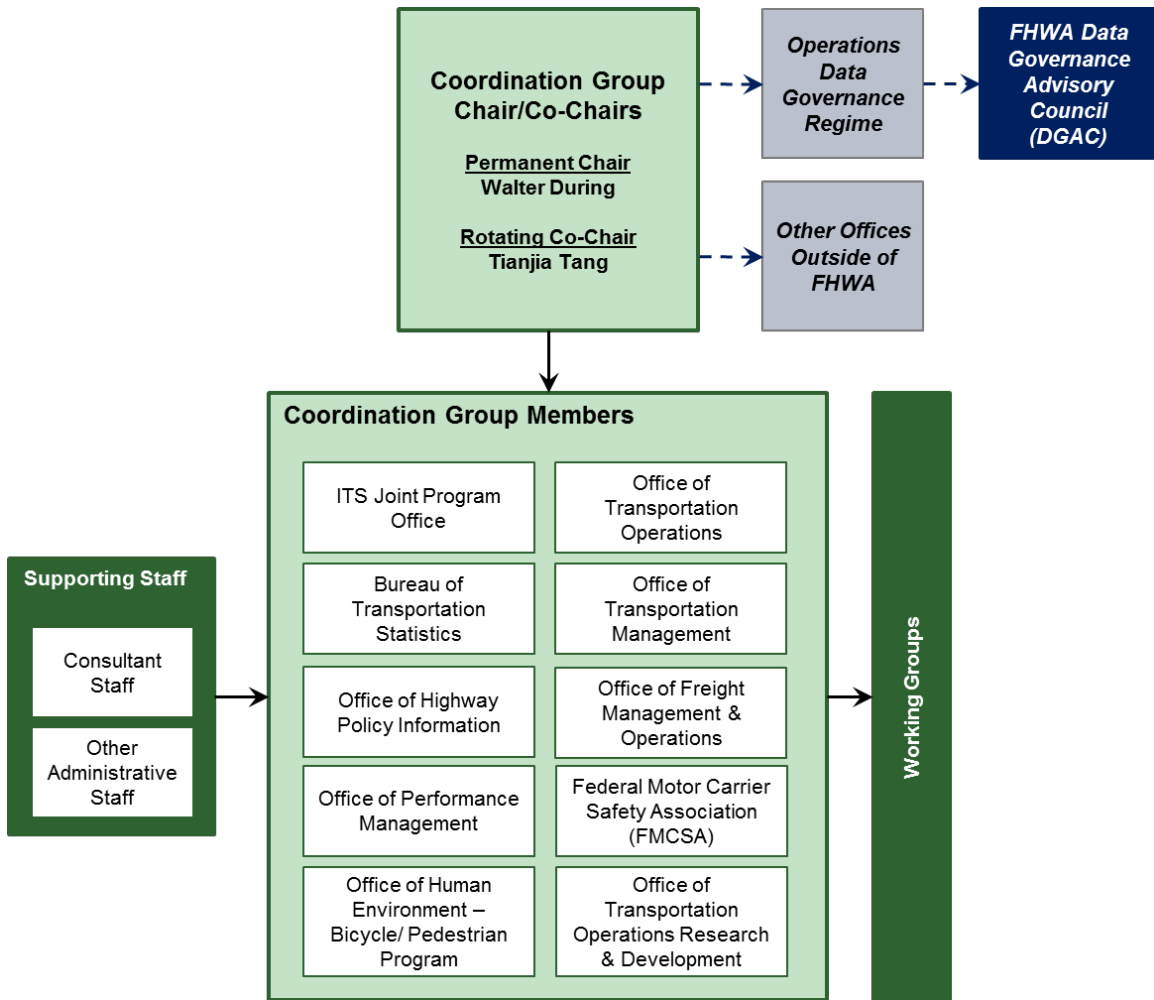 Coordination Group
Chair/Co-Chairs
Permanent Chair
Walter During
Rotating Co-Chair
Tianjia Tang
Operations
Data
Governance
Regime
FHWA Data
Governance
Advisory
Council
(DGAC)
Other Offices
Outside of
FHWA
Coordination Group Members
ITS Joint Program
Office
Office of
Transportation
Operations
Bureau of
Transportation
Statistics
Office of
Transportation
Management
Office of Highway
Policy Information
Office of Freight
Management &
Operations
Office of Performance
Management
Federal Motor Carrier
Safety Association
(FMCSA)
Office of Human
Environment –
Bicycle/ Pedestrian
Program
Office of
Transportation
Operations Research
& Development
Supporting Staff
Consultant
Staff
Other
Administrative
Staff
Working Groups